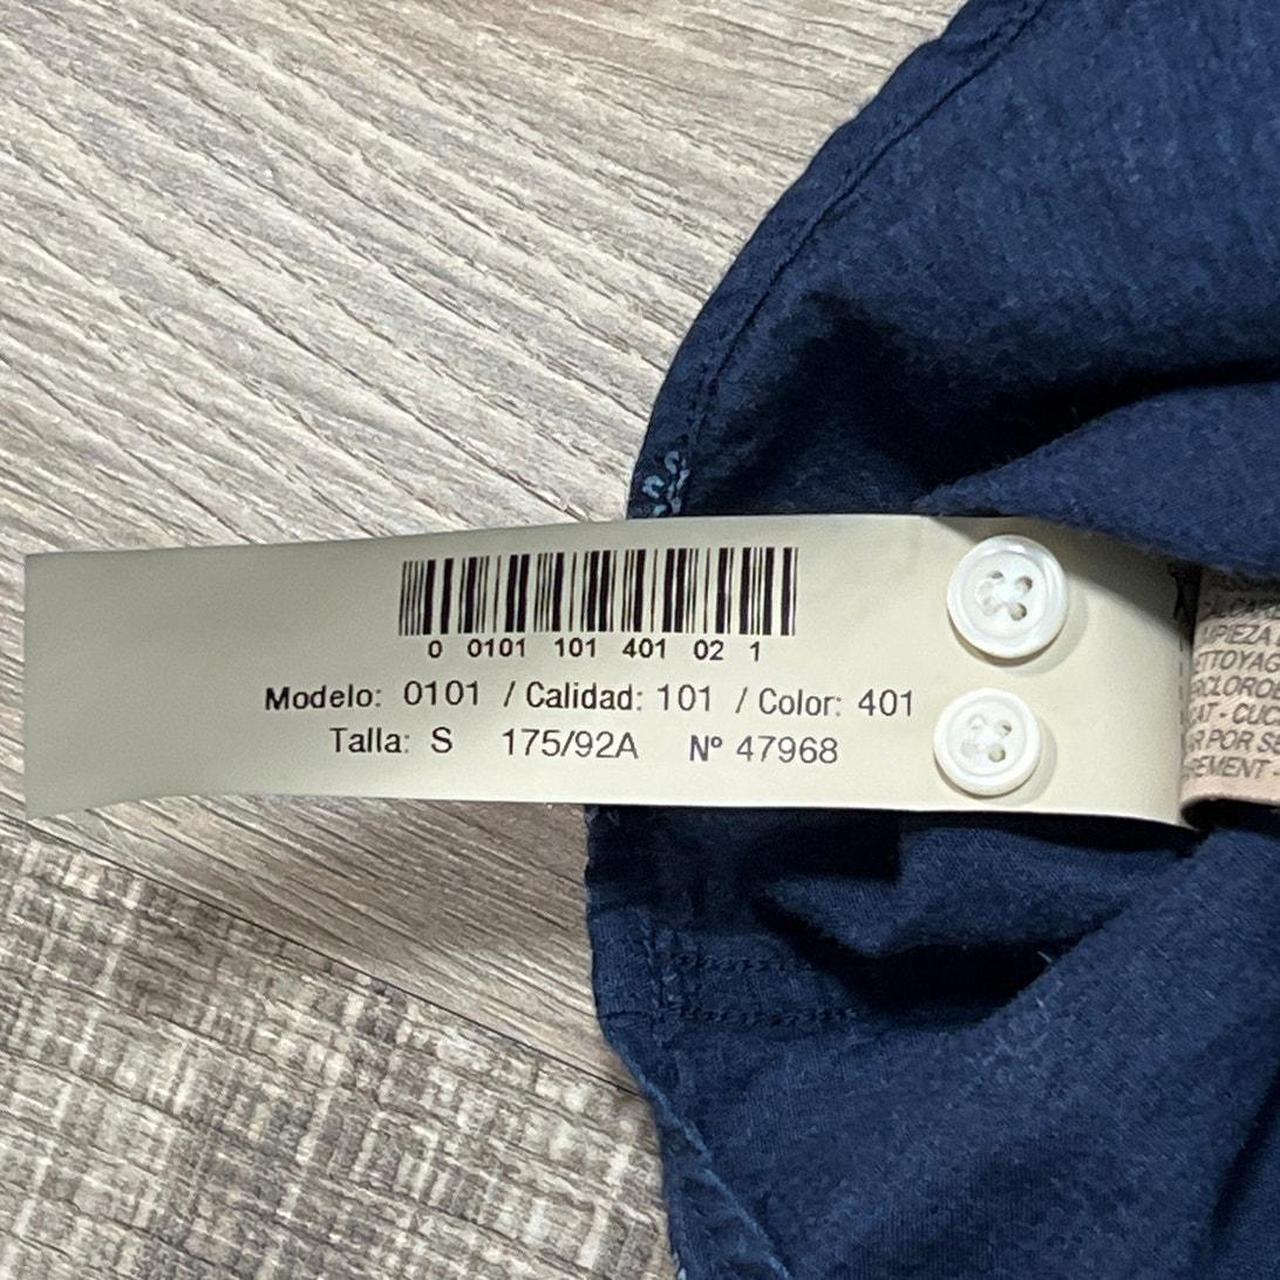 0 0101 101 401 02 1
Modelo: 0101 / Calidad: 101 / Color: 401
Talla: S 175/92A Nº 47968